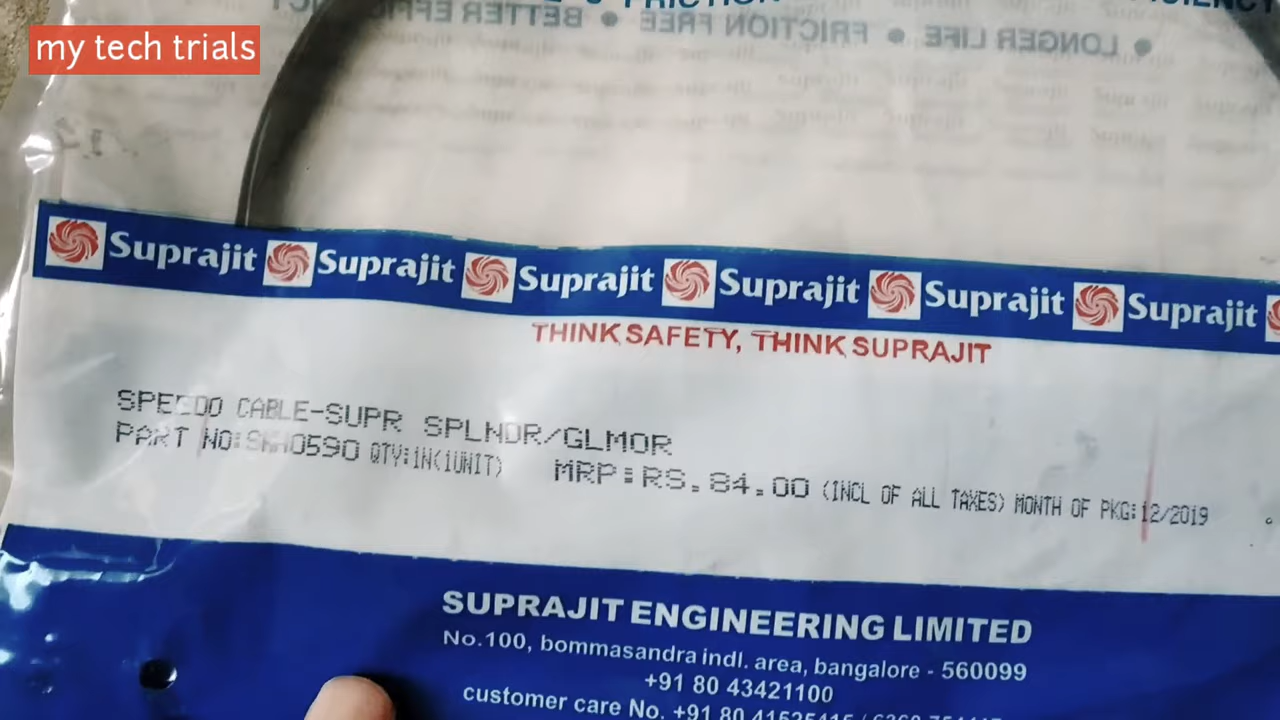 my tech trials
& FRICTION
LONGER LIFE ● FRICTION FREE ● BETTER
Suprajit Suprajit Suprajit Suprajit Suprajit Suprajit
THINK SAFETY, THINK SUPRAJIT
SPEEDO CABLE-SUPR SPLNDR/GLMOR
PART NO: QTY:1N(1UNIT) MRP:RS.84.00 (INCL OF ALL TAXES) MONTH OF PKG:12/2019
SUPRAJIT ENGINEERING LIMITED
No.100, bommasandra indl. area, bangalore - 560099
+91 80 43421100
customer care No. +91 80